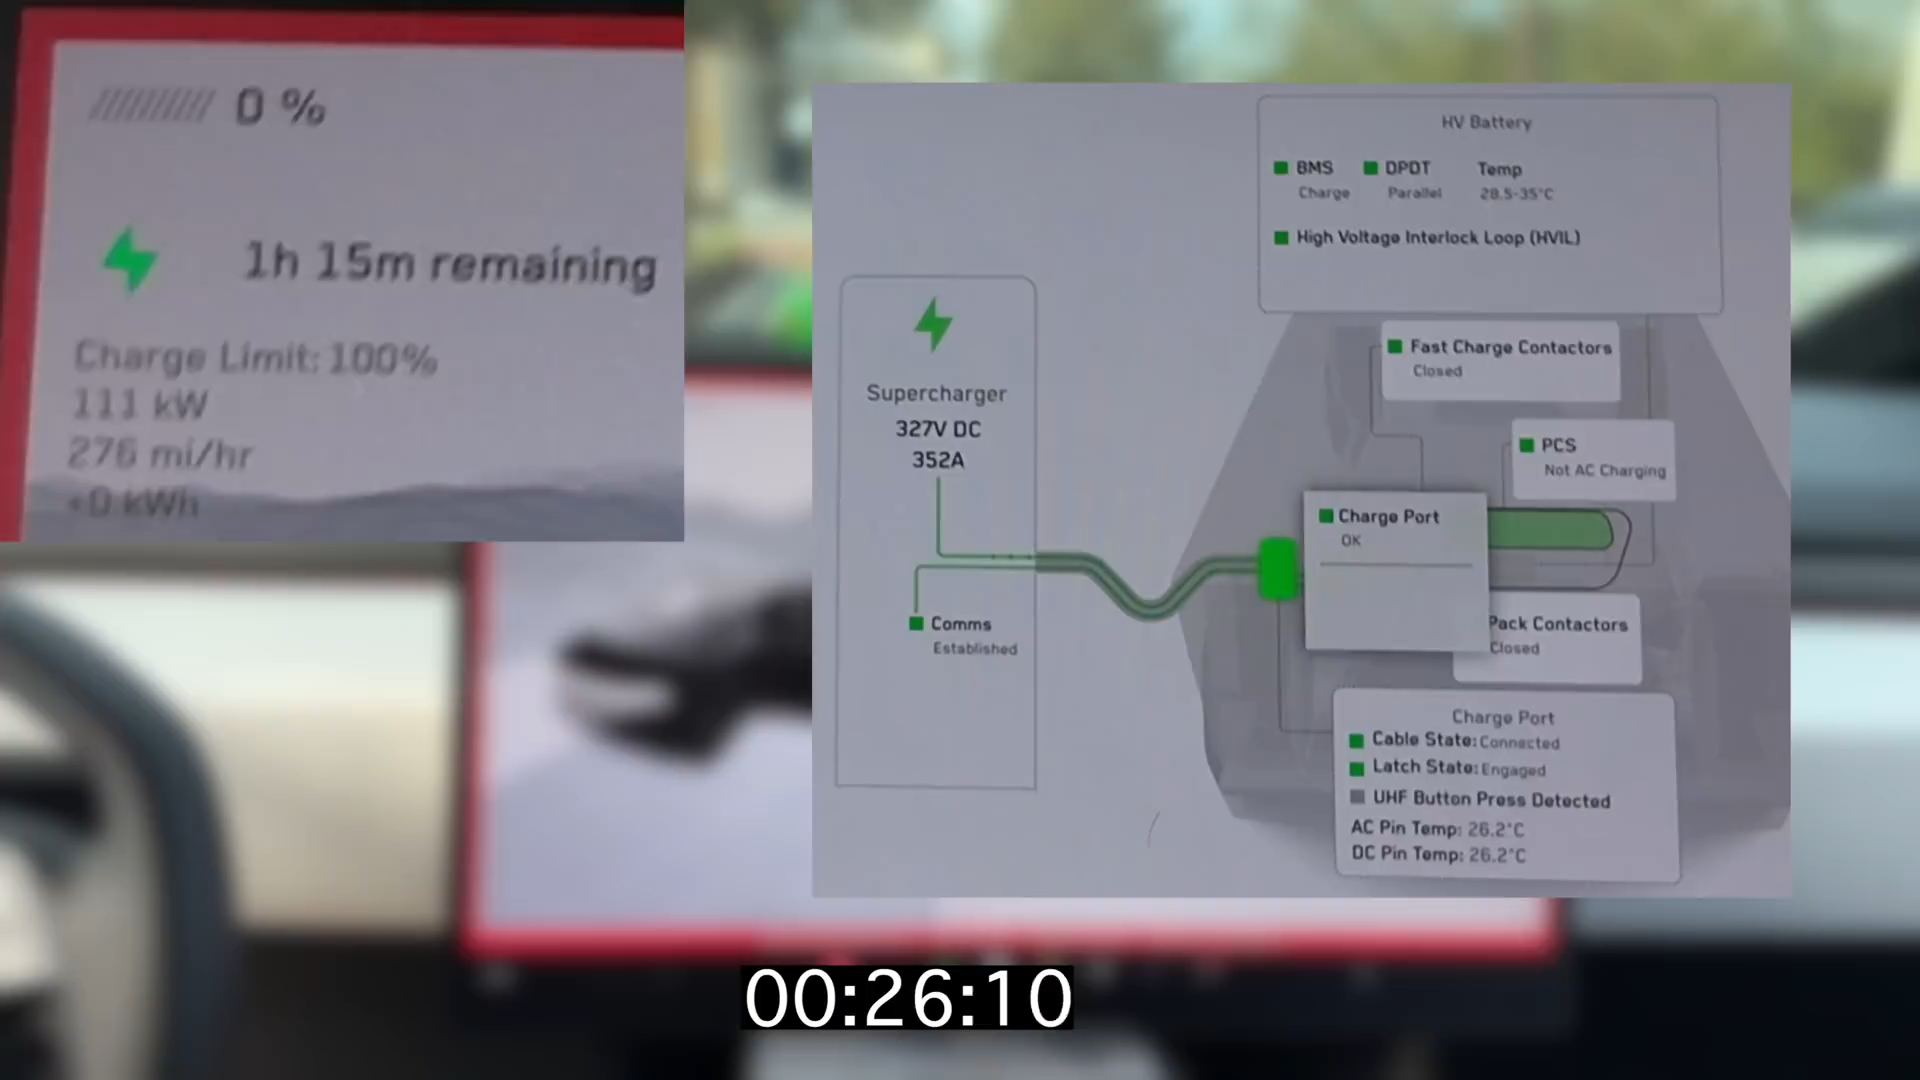 0 %
1h 15m remaining
Charge Limit: 100%
111 kW
276 mi/hr
<0 kWh
HV Battery
BMS
Charge
DPDT
Parallel
Temp
28.5-35°C
High Voltage Interlock Loop (HVIL)
Fast Charge Contactors
Closed
Supercharger
327V DC
352A
PCS
Not AC Charging
Charge Port
OK
Comms
Established
Pack Contactors
Closed
Charge Port
Cable State: Connected
Latch State: Engaged
UHF Button Press Detected
AC Pin Temp: 26.2°C
DC Pin Temp: 26.2°C
00:26:10